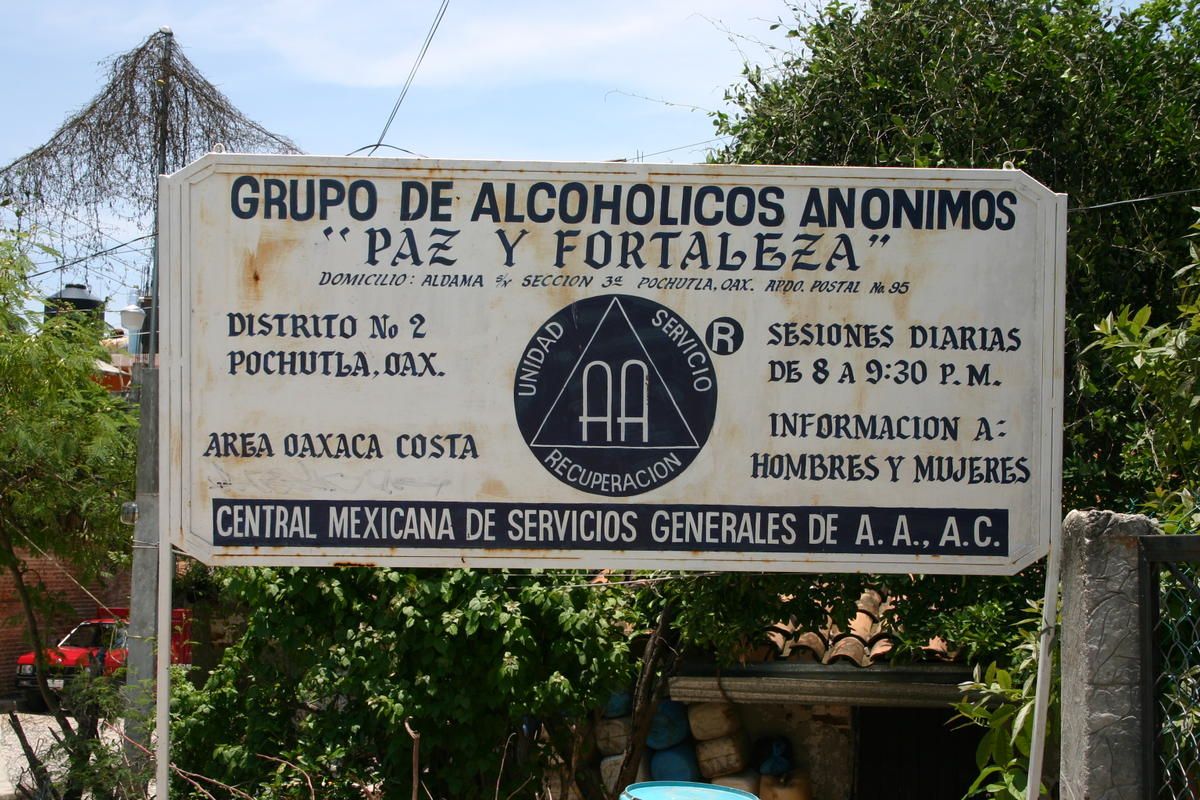 GRUPO DE ALCOHOLICOS ANONIMOS
"PAZ Y FORTALEZA"
DOMICILIO: ALDAMA S/N SECCION 3ª POCHUTLA, OAX. APDO. POSTAL No. 95
DISTRITO No 2
POCHUTLA, OAX.
AREA OAXACA COSTA
UNIDAD
SERVICIO
RECUPERACION
AA
®
SESIONES DIARIAS
DE 8 A 9:30 P.M.
INFORMACION A:
HOMBRES Y MUJERES
CENTRAL MEXICANA DE SERVICIOS GENERALES DE A.A., A.C.